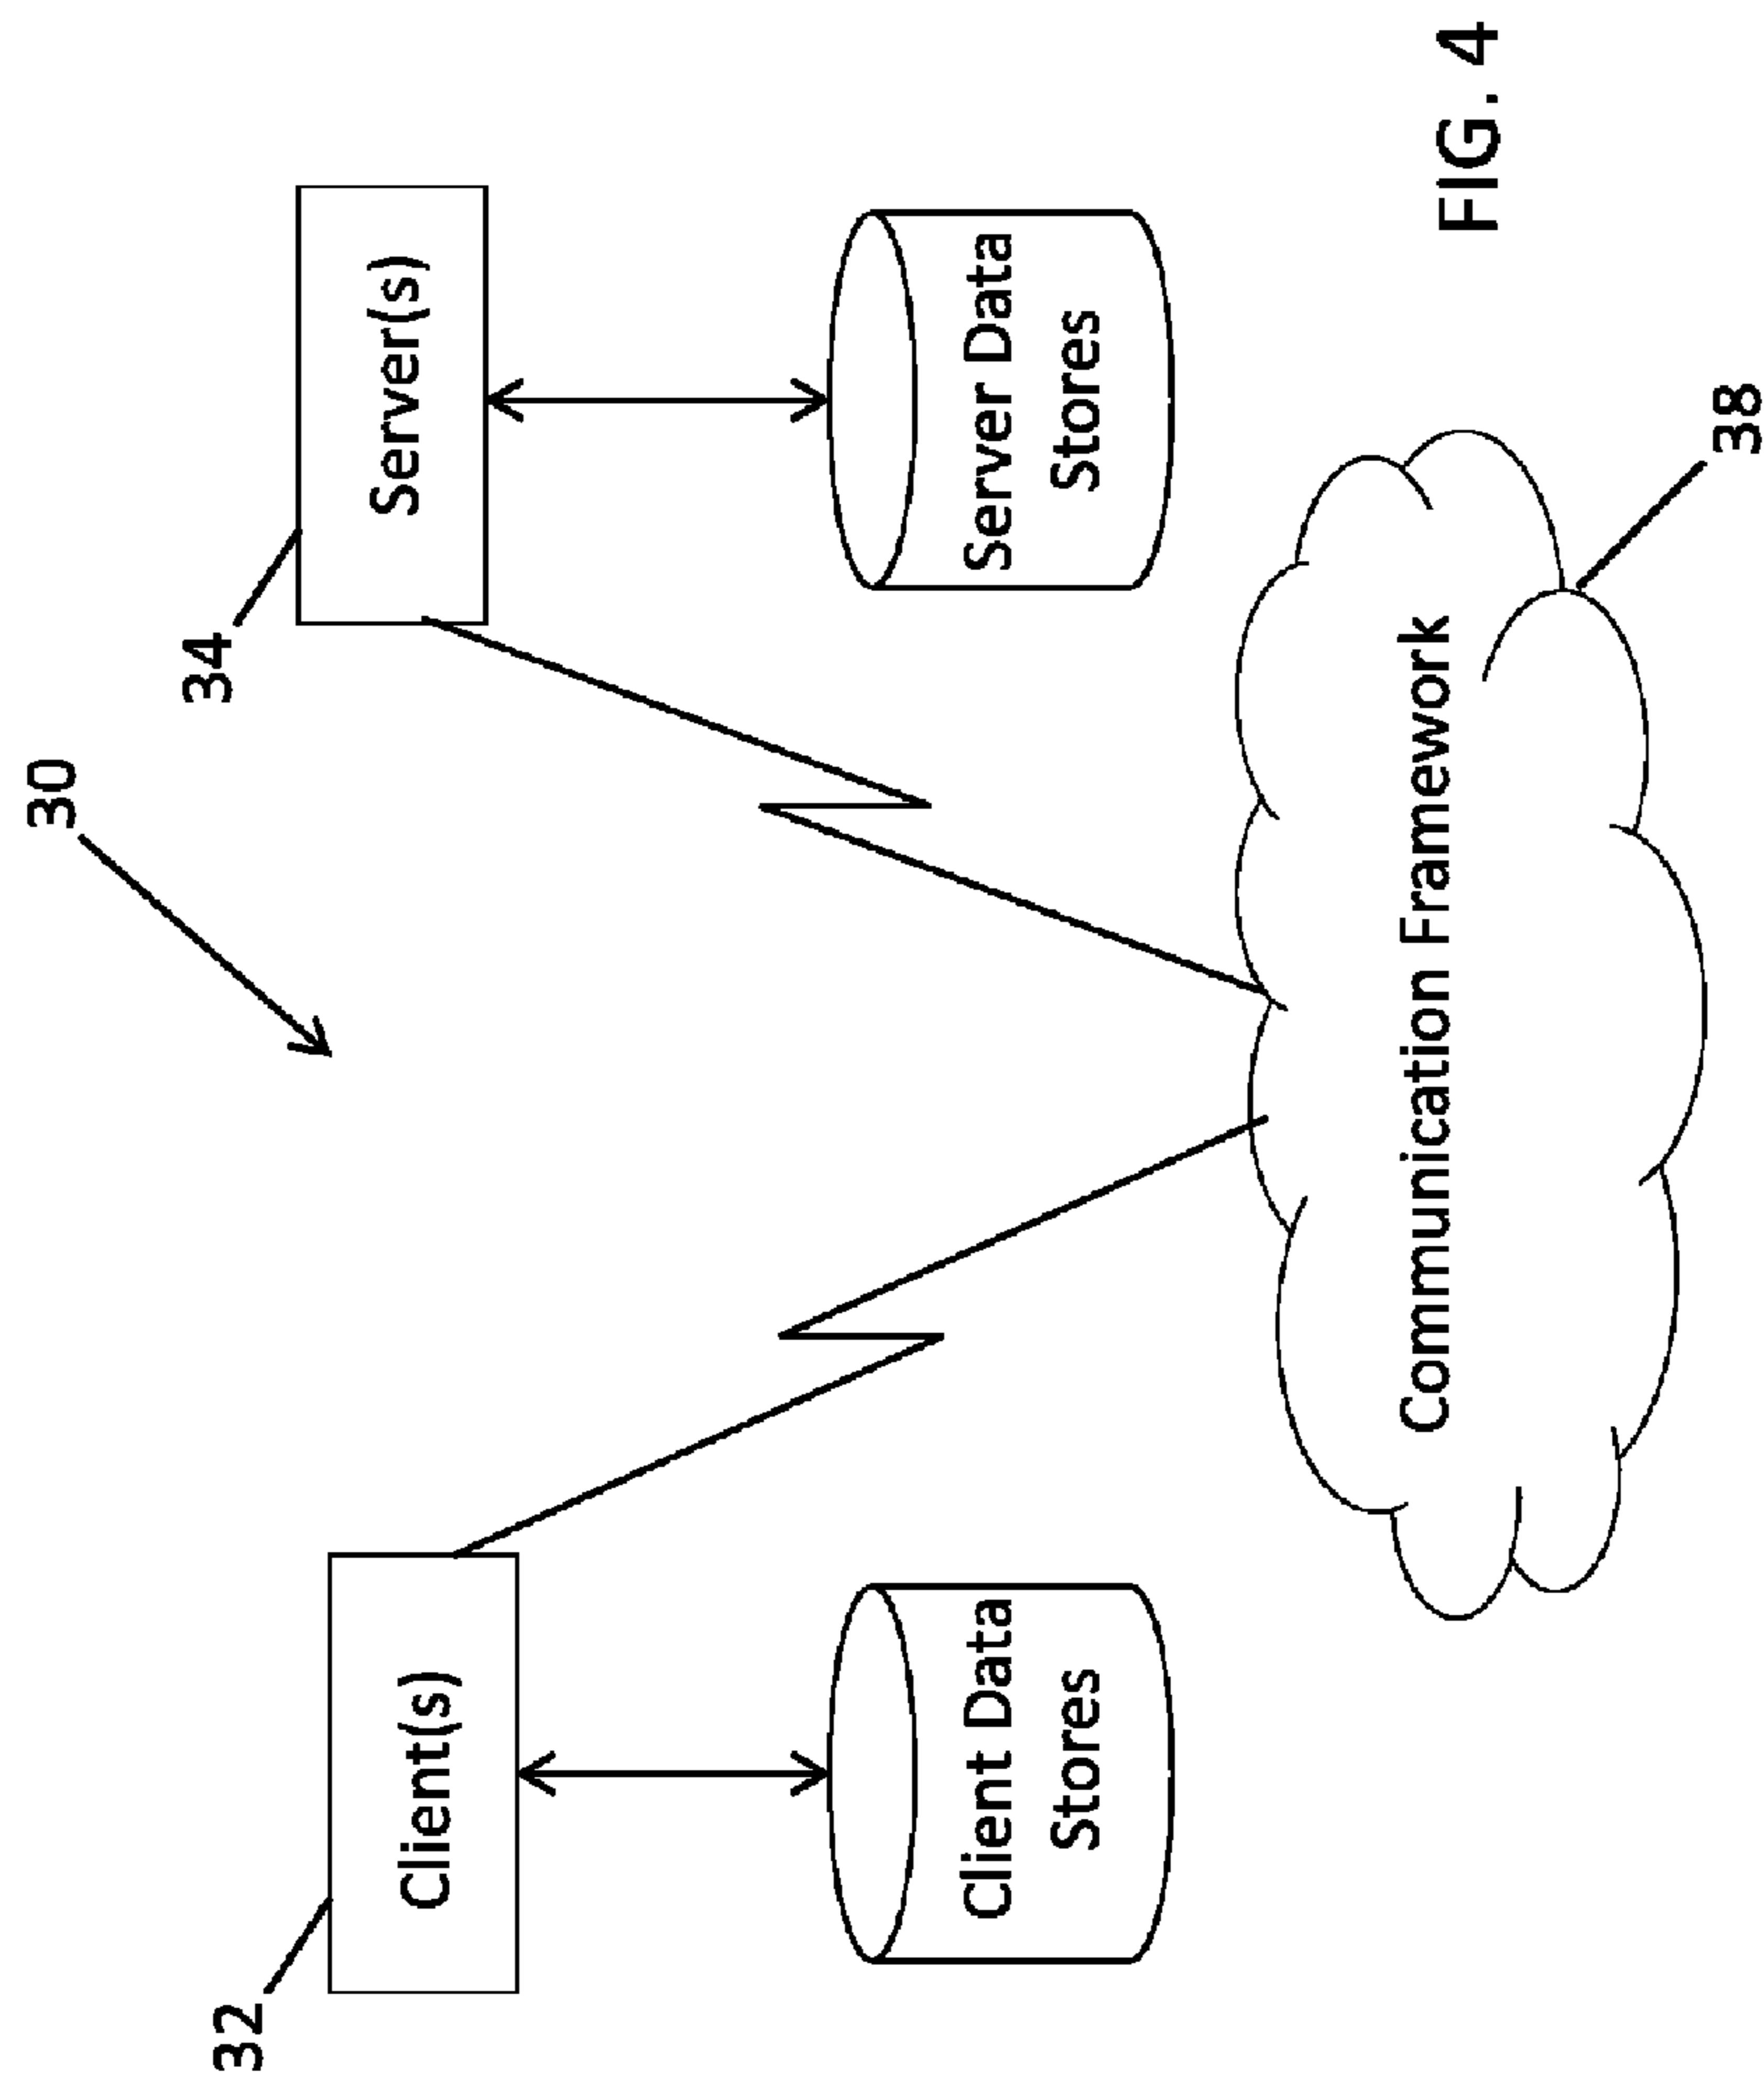 30
32
Client(s)
34
Server(s)
Client Data
Stores
Server Data
Stores
Communication Framework
38
FIG. 4